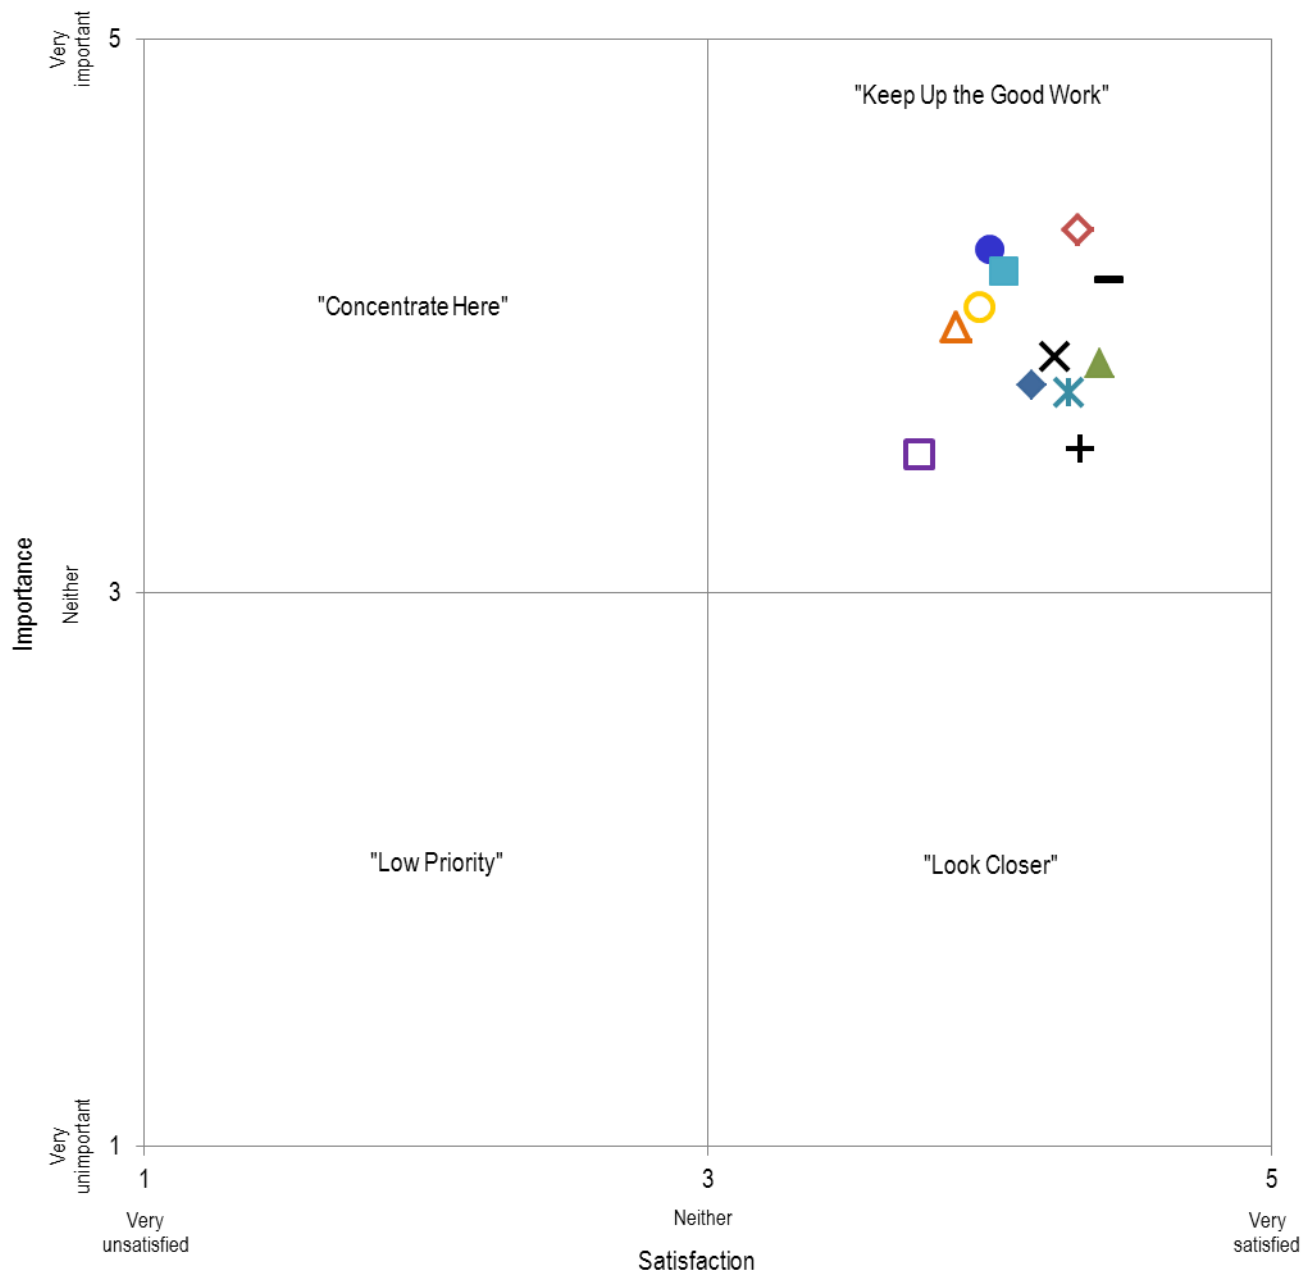 Very
important
5
"Keep Up the Good Work"
"Concentrate Here"
Importance
Neither
3
"Low Priority"
"Look Closer"
Very
unimportant
1
1
3
5
Very
unsatisfied
Neither
Very
satisfied
Satisfaction